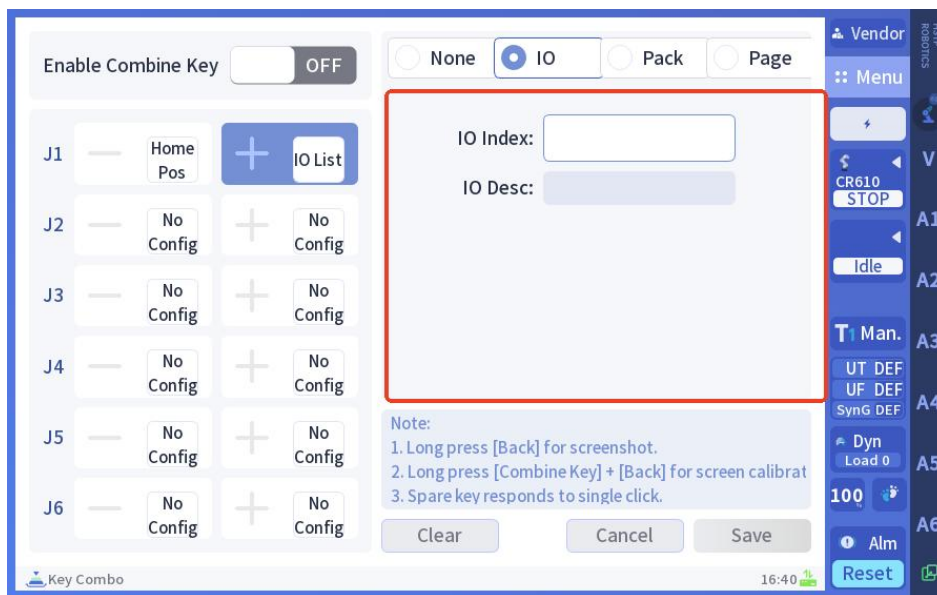 Enable Combine Key OFF
J1 Home Pos IO List
J2 No Config No Config
J3 No Config No Config
J4 No Config No Config
J5 No Config No Config
J6 No Config No Config
None IO Pack Page
IO Index:
IO Desc:
Note:
1. Long press [Back] for screenshot.
2. Long press [Combine Key] + [Back] for screen calibrat
3. Spare key responds to single click.
Clear Cancel Save
Key Combo
16:40
Vendor
Menu
CR610
STOP
Idle
T1 Man.
UT DEF
UF DEF
SynG DEF
Dyn
Load 0
100
%
Alm
Reset
ROBOTICS
V
A1
A2
A3
A4
A5
A6